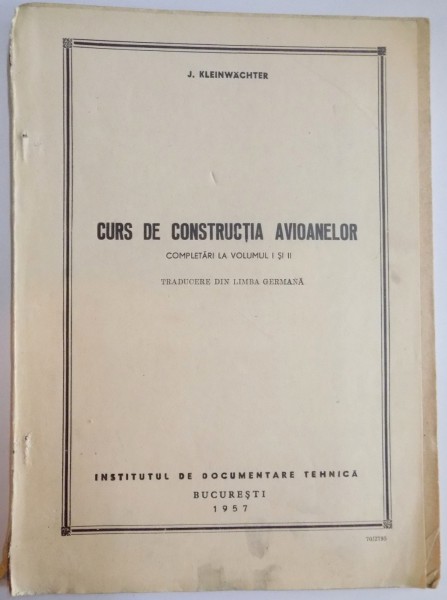 J. KLEINWÄCHTER
CURS DE CONSTRUCȚIA AVIOANELOR
COMPLETĂRI LA VOLUMUL I ȘI II
TRADUCERE DIN LIMBA GERMANĂ
INSTITUTUL DE DOCUMENTARE TEHNICĂ
BUCUREȘTI
1957